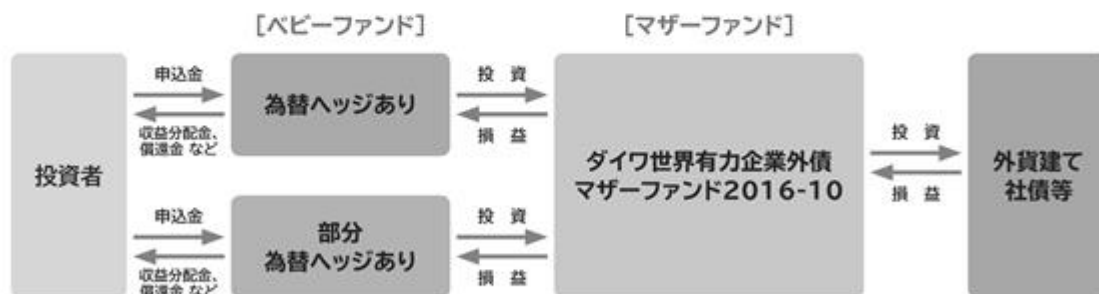 [ベビーファンド]
[マザーファンド]
投資者
申込金
収益分配金、
償還金 など
為替ヘッジあり
投 資
損 益
申込金
収益分配金、
償還金 など
部分
為替ヘッジあり
投 資
損 益
ダイワ世界有力企業外債
マザーファンド2016-10
投 資
損 益
外貨建て
社債等